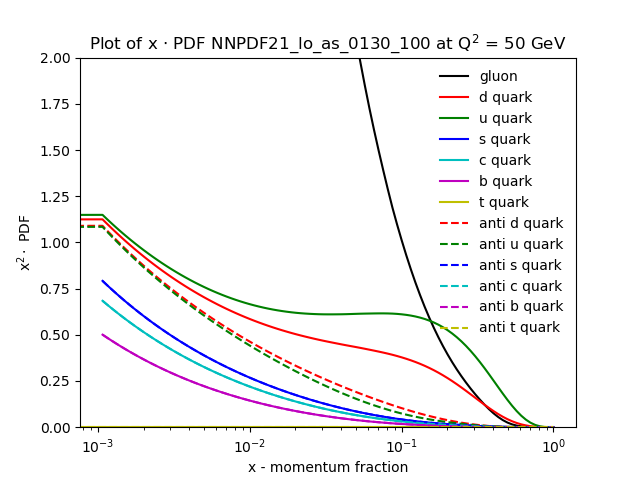 Plot of x · PDF NNPDF21_lo_as_0130_100 at Q² = 50 GeV
2.00
1.75
1.50
1.25
1.00
0.75
0.50
0.25
0.00
x² · PDF
gluon
d quark
u quark
s quark
c quark
b quark
t quark
anti d quark
anti u quark
anti s quark
anti c quark
anti b quark
anti t quark
10⁻³ 10⁻² 10⁻¹ 10⁰
x - momentum fraction